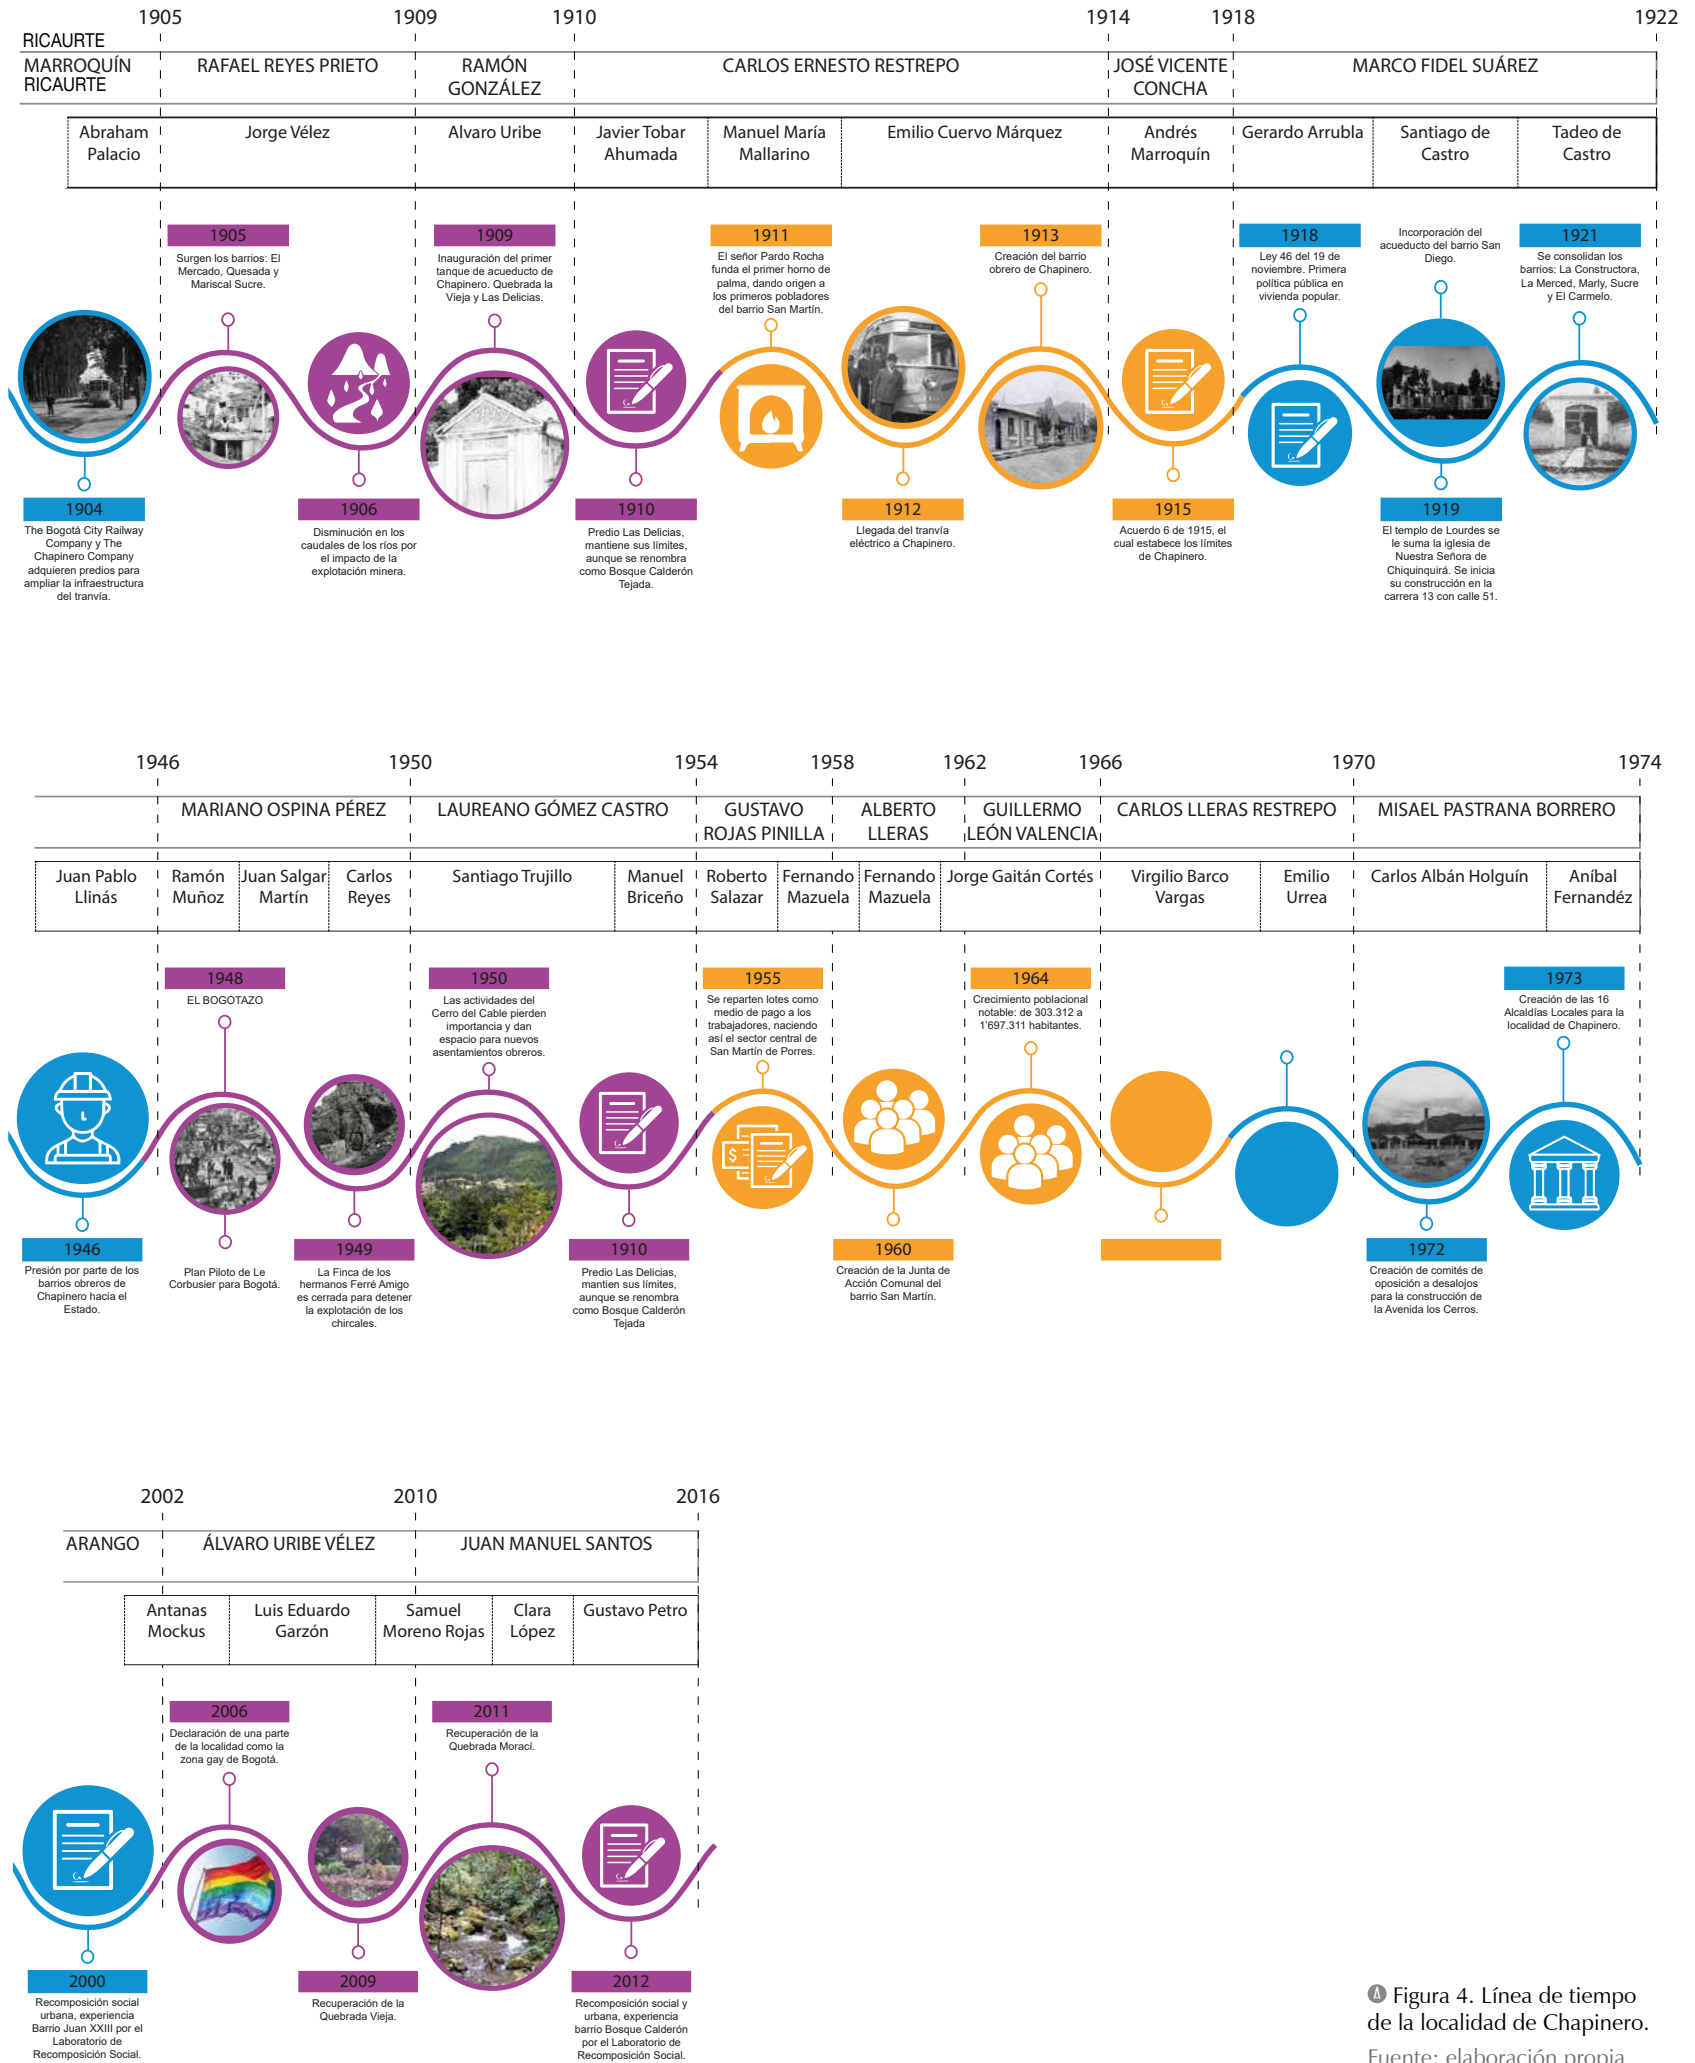 1905 1909 1910 1914 1918 1922
RICAURTE
MARROQUÍN
RICAURTE
RAFAEL REYES PRIETO
RAMÓN
GONZÁLEZ
CARLOS ERNESTO RESTREPO
JOSÉ VICENTE
CONCHA
MARCO FIDEL SUÁREZ
Abraham
Palacio
Jorge Vélez
Alvaro Uribe
Javier Tobar
Ahumada
Manuel María
Mallarino
Emilio Cuervo Márquez
Andrés
Marroquín
Gerardo Arrubla
Santiago de
Castro
Tadeo de
Castro
1905
Surgen los barrios: El
Mercado, Quesada y
Mariscal Sucre.
1909
Inauguración del primer
tanque de acueducto de
Chapinero. Quebrada la
Vieja y Las Delicias.
1911
El señor Pardo Rocha
funda el primer horno de
palma, dando origen a
los primeros pobladores
del barrio San Martín.
1913
Creación del barrio
obrero de Chapinero.
1918
Ley 46 del 19 de
noviembre. Primera
política pública en
vivienda popular.
Incorporación del
acueducto del barrio San
Diego.
1921
Se consolidan los
barrios: La Constructora,
La Merced, Marly, Sucre
y El Carmelo.
1904
The Bogotá City Railway
Company y The
Chapinero Company
adquieren predios para
ampliar la infraestructura
del tranvía.
1906
Disminución en los
caudales de los ríos por
el impacto de la
explotación minera.
1910
Predio Las Delicias,
mantiene sus límites,
aunque se renombra
como Bosque Calderón
Tejada.
1912
Llegada del tranvía
eléctrico a Chapinero.
1915
Acuerdo 6 de 1915, el
cual estabece los límites
de Chapinero.
1919
El templo de Lourdes se
le suma la iglesia de
Nuestra Señora de
Chiquinquirá. Se inicia
su construcción en la
carrera 13 con calle 51.
1946 1950 1954 1958 1962 1966 1970 1974
MARIANO OSPINA PÉREZ
LAUREANO GÓMEZ CASTRO
GUSTAVO
ROJAS PINILLA
ALBERTO
LLERAS
GUILLERMO
LEÓN VALENCIA
CARLOS LLERAS RESTREPO
MISAEL PASTRANA BORRERO
Juan Pablo
Llinás
Ramón
Muñoz
Juan Salgar
Martín
Carlos
Reyes
Santiago Trujillo
Manuel
Briceño
Roberto
Salazar
Fernando
Mazuela
Fernando
Mazuela
Jorge Gaitán Cortés
Virgilio Barco
Vargas
Emilio
Urrea
Carlos Albán Holguín
Aníbal
Fernandéz
1948
EL BOGOTAZO
1950
Las actividades del
Cerro del Cable pierden
importancia y dan
espacio para nuevos
asentamientos obreros.
1955
Se reparten lotes como
medio de pago a los
trabajadores, naciendo
así el sector central de
San Martín de Porres.
1964
Crecimiento poblacional
notable: de 303.312 a
1'697.311 habitantes.
1973
Creación de las 16
Alcaldías Locales para la
localidad de Chapinero.
$
1946
Presión por parte de los
barrios obreros de
Chapinero hacia el
Estado.
Plan Piloto de Le
Corbusier para Bogotá.
1949
La Finca de los
hermanos Ferré Amigo
es cerrada para detener
la explotación de los
chircales.
1910
Predio Las Delicias,
mantien sus límites,
aunque se renombra
como Bosque Calderón
Tejada
1960
Creación de la Junta de
Acción Comunal del
barrio San Martín.
1972
Creación de comités de
oposición a desalojos
para la construcción de
la Avenida los Cerros.
2002 2010 2016
ARANGO
ÁLVARO URIBE VÉLEZ
JUAN MANUEL SANTOS
Antanas
Mockus
Luis Eduardo
Garzón
Samuel
Moreno Rojas
Clara
López
Gustavo Petro
2006
Declaración de una parte
de la localidad como la
zona gay de Bogotá.
2011
Recuperación de la
Quebrada Morací.
2000
Recomposición social
urbana, experiencia
Barrio Juan XXIII por el
Laboratorio de
Recomposición Social.
2009
Recuperación de la
Quebrada Vieja.
2012
Recomposición social y
urbana, experiencia
barrio Bosque Calderón
por el Laboratorio de
Recomposición Social.
Figura 4. Línea de tiempo
de la localidad de Chapinero.
Fuente: elaboración propia